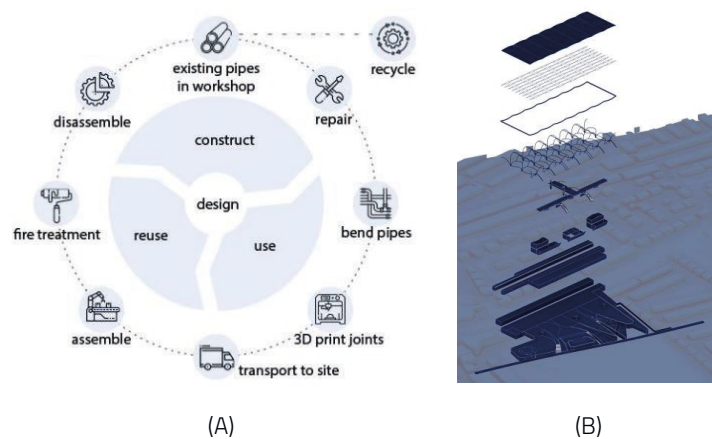 existing pipes
in workshop
recycle
disassemble
repair
construct
design
fire treatment
reuse
use
bend pipes
assemble
3D print joints
transport to site
(A)
(B)